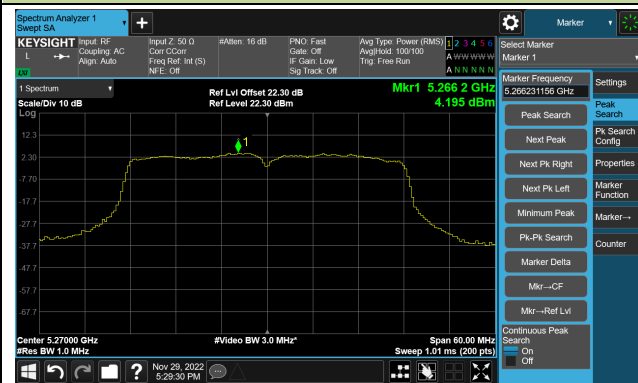 Spectrum Analyzer 1
Swept SA
Marker
KEYSIGHT
L
LXI
Input: RF
Coupling: AC
Align: Auto
Input Z: 50 Ω
Corr CCorr
Freq Ref: Int (S)
NFE: Off
#Atten: 16 dB
PNO: Fast
Gate: Off
IF Gain: Low
Sig Track: Off
Avg Type: Power (RMS)
Avg|Hold: 100/100
Trig: Free Run
1 2 3 4 5 6
A W W W W W
A N N N N N
Select Marker
Marker 1
1 Spectrum
Scale/Div 10 dB
Log
Ref Lvl Offset 22.30 dB
Ref Level 22.30 dBm
Mkr1 5.266 2 GHz
4.195 dBm
1
12.3
2.30
-7.70
-17.7
-27.7
-37.7
-47.7
-57.7
-67.7
Center 5.27000 GHz
#Res BW 1.0 MHz
#Video BW 3.0 MHz*
Span 60.00 MHz
Sweep 1.01 ms (200 pts)
Marker Frequency
5.266231156 GHz
Peak Search
Next Peak
Next Pk Right
Next Pk Left
Minimum Peak
Pk-Pk Search
Marker Delta
Mkr→CF
Mkr→Ref Lvl
Continuous Peak
Search
On
Off
Settings
Peak
Search
Pk Search
Config
Properties
Marker
Function
Marker→
Counter
?
Nov 29, 2022
5:29:30 PM